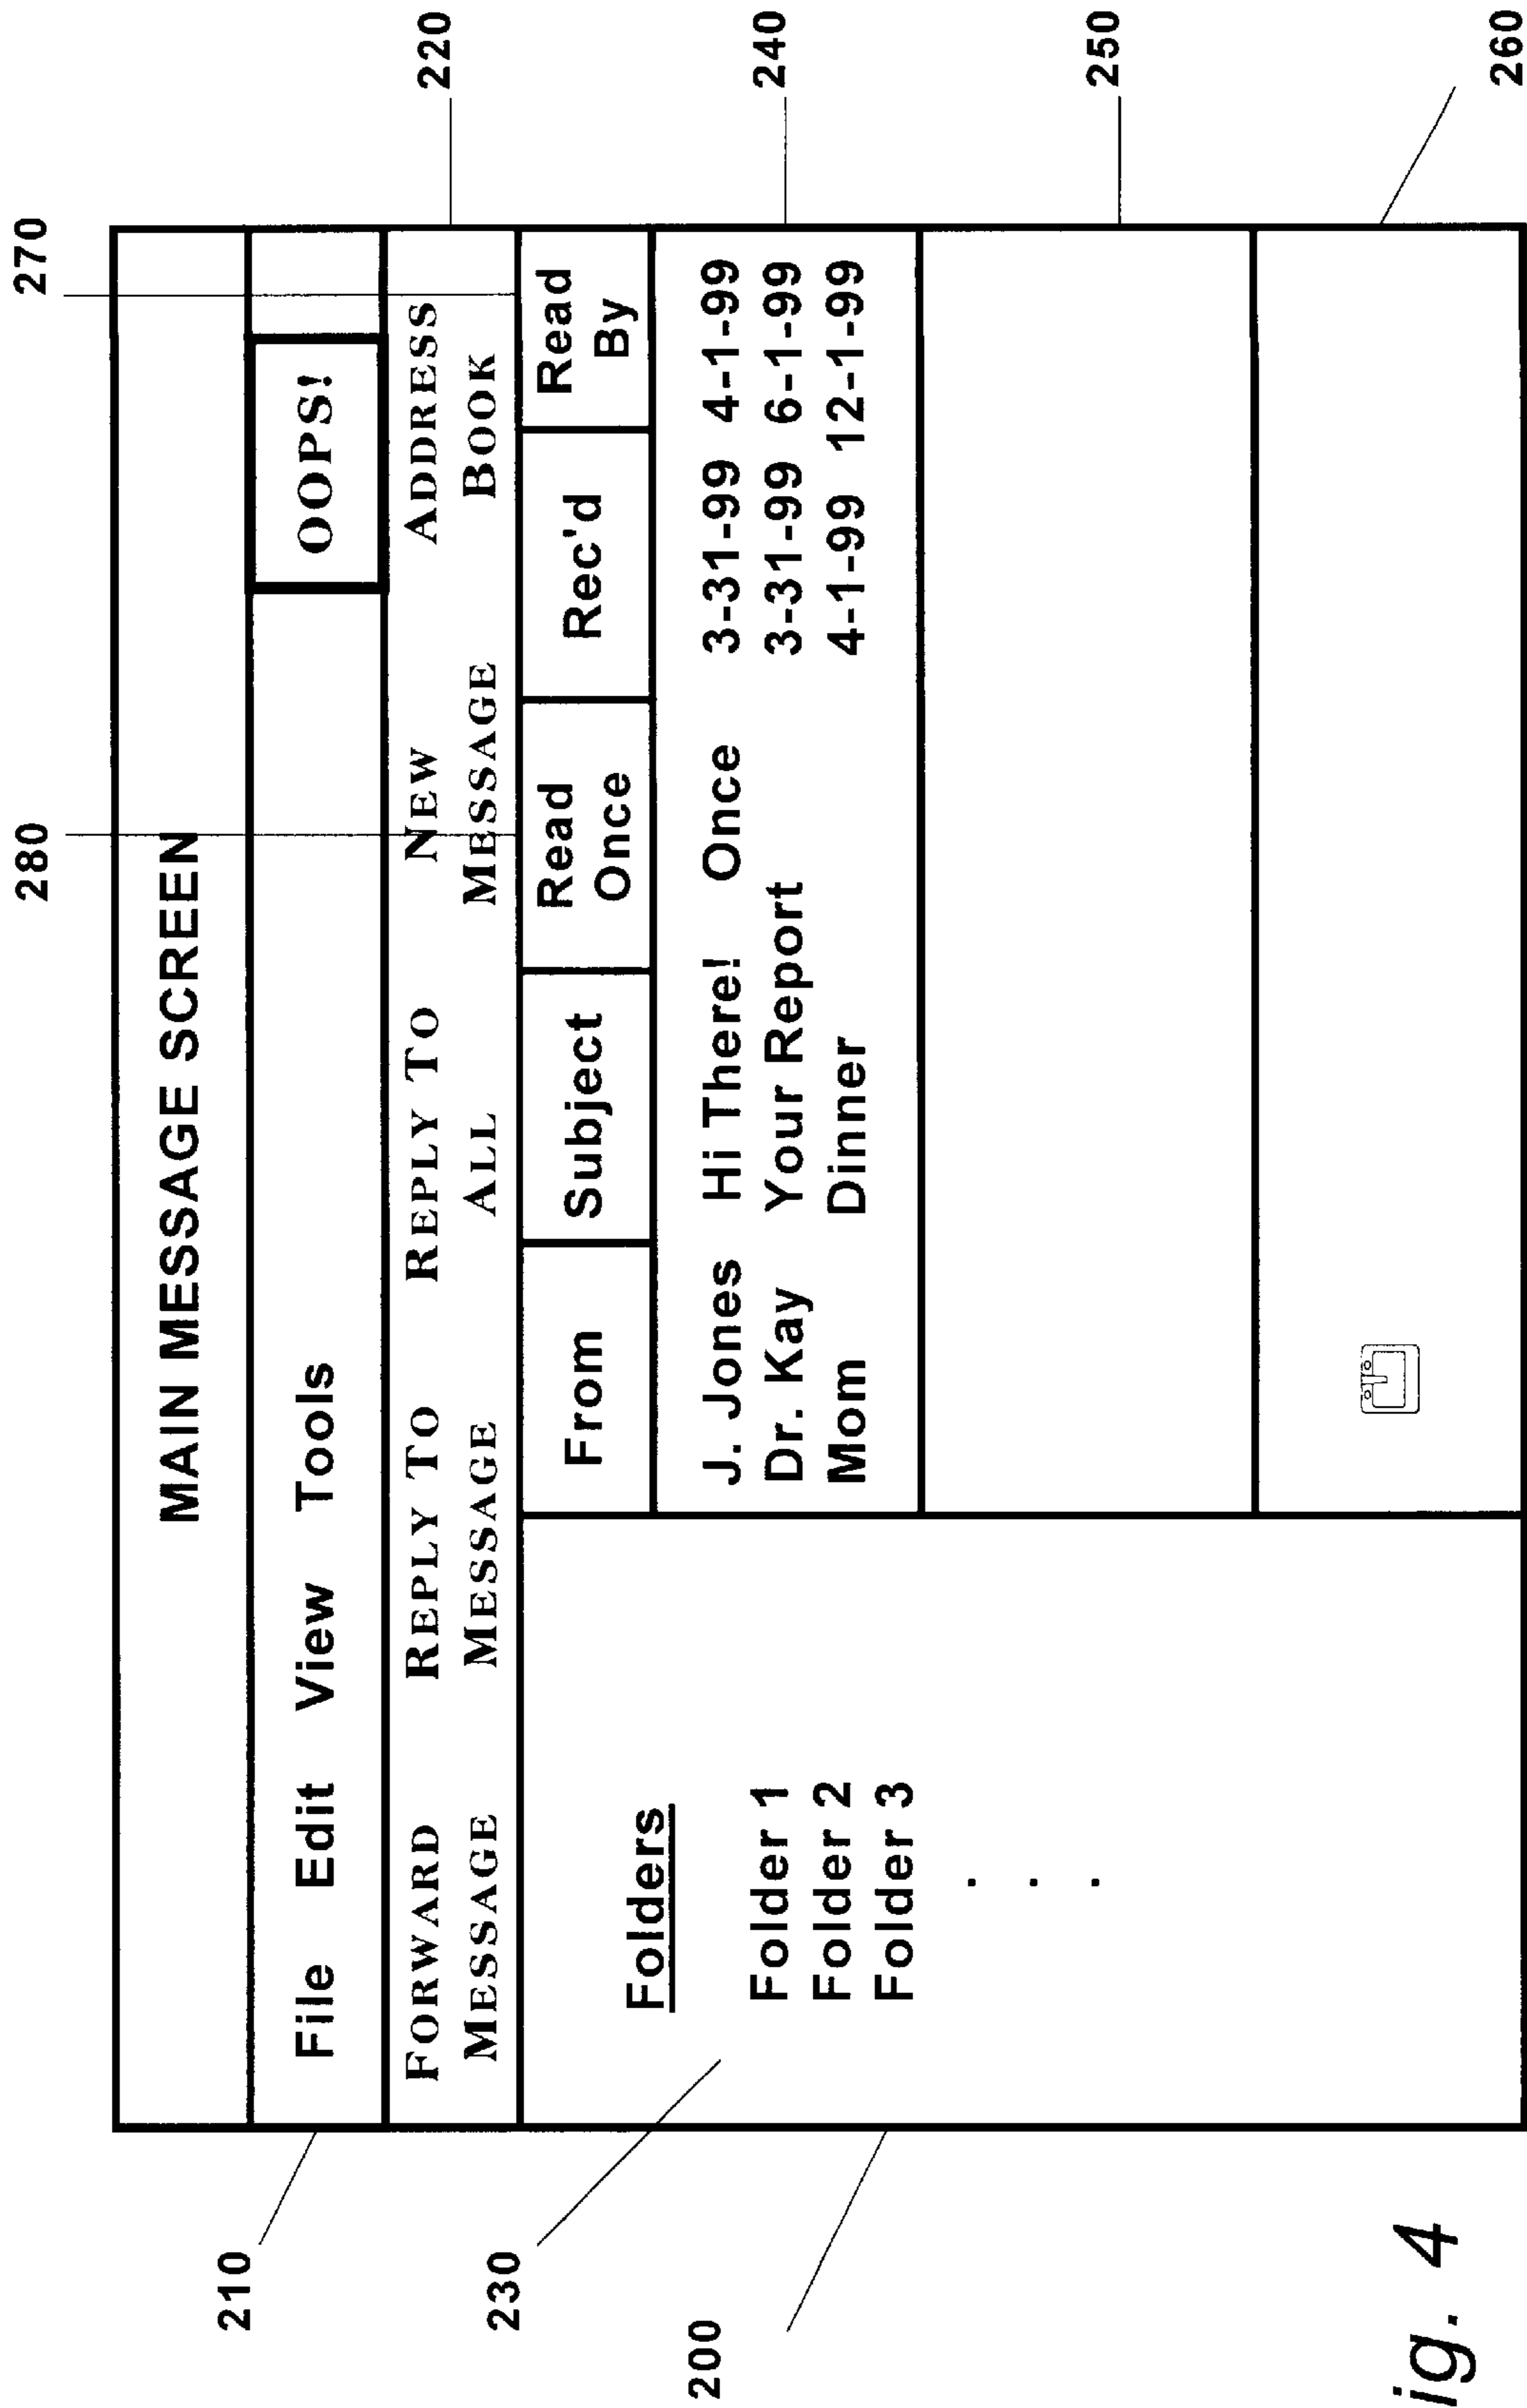 270
280
MAIN MESSAGE SCREEN
210
File Edit View Tools
OOPS!
220
FORWARD MESSAGE
REPLY TO MESSAGE
REPLY TO ALL
NEW MESSAGE
ADDRESS BOOK
From
Subject
Read Once
Rec'd
Read By
230
Folders
Folder 1
Folder 2
Folder 3
.
.
.
240
J. Jones Hi There! Once 3-31-99 4-1-99
Dr. Kay Your Report 3-31-99 6-1-99
Mom Dinner 4-1-99 12-1-99
200
250
260
ig. 4